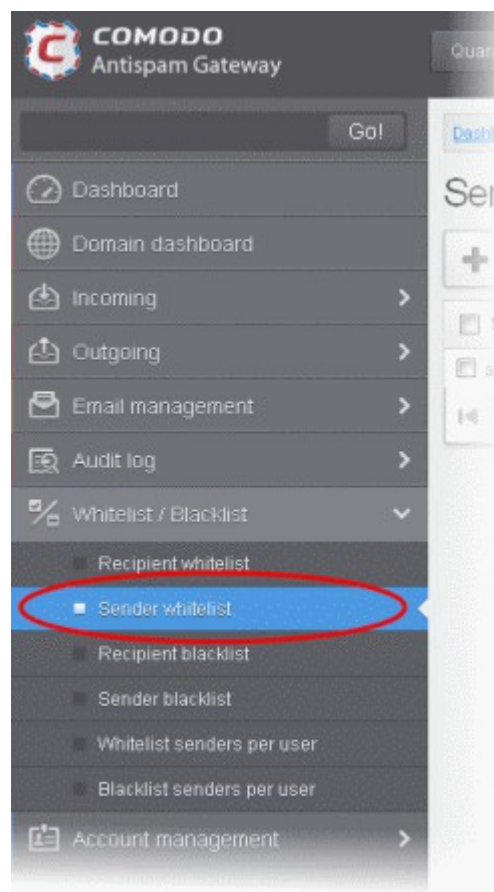 COMODO
Antispam Gateway
Go!
Dashboard
Domain dashboard
Incoming
Outgoing
Email management
Audit log
Whitelist / Blacklist
Recipient whitelist
Sender whitelist
Recipient blacklist
Sender blacklist
Whitelist senders per user
Blacklist senders per user
Account management